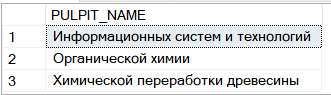 PULPIT_NAME
1 Информационных систем и технологий
2 Органической химии
3 Химической переработки древесины